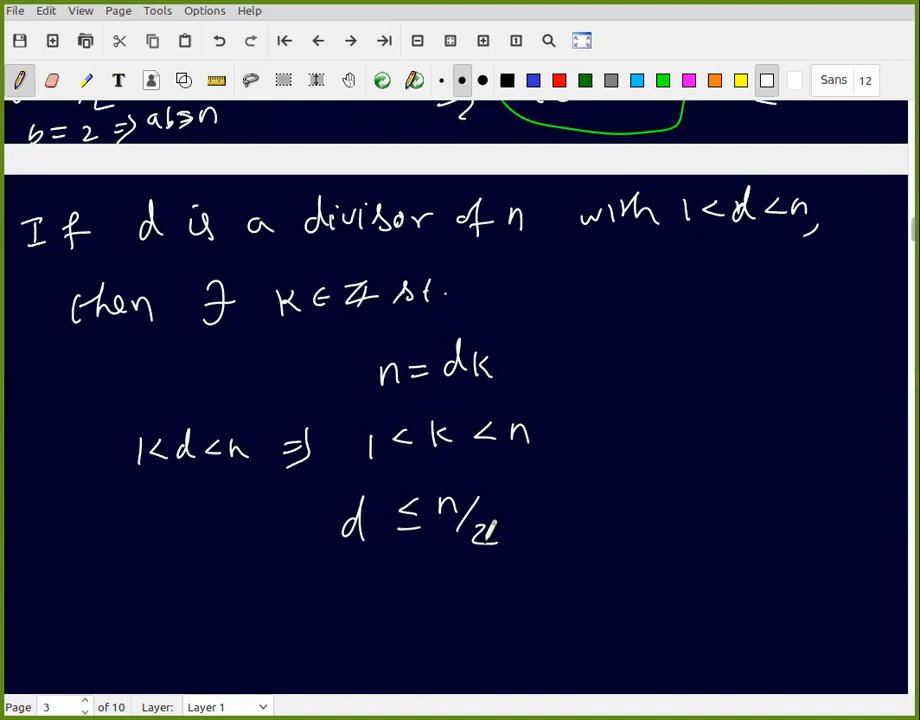 File Edit View Page Tools Options Help
Sans 12
b = 2 ⇒
If d is a divisor of n with 1 < d < n,
then ∃ k ∈ ℤ st.
n = dk
1 < d < n ⇒ 1 < k < n
d ≤ n/2
Page 3 of 10 Layer: Layer 1